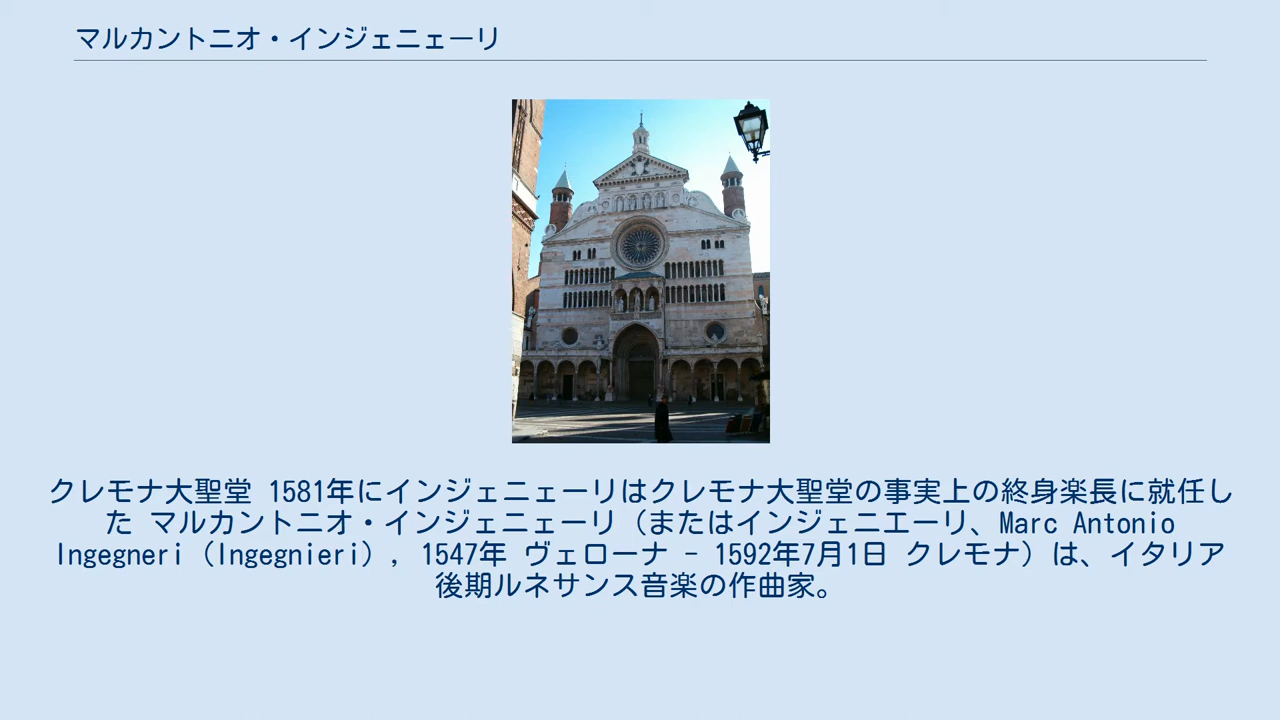 マルカントニオ・インジェニェーリ
クレモナ大聖堂 1581年にインジェニェーリはクレモナ大聖堂の事実上の終身楽長に就任し
た マルカントニオ・インジェニェーリ（またはインジェニエーリ、Marc Antonio
Ingegneri（Ingegnieri）, 1547年 ヴェローナ - 1592年7月1日 クレモナ）は、イタリア
後期ルネサンス音楽の作曲家。